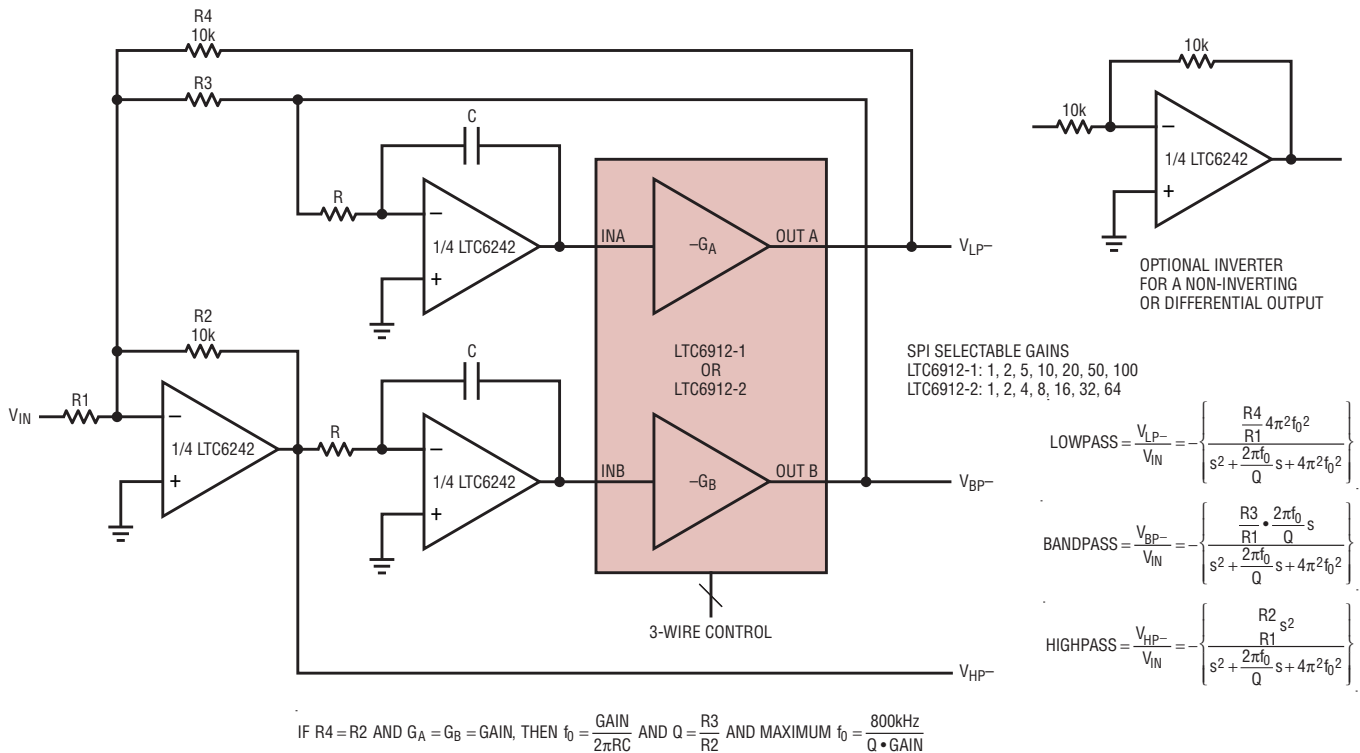 R4
10k
R3
C
R
–
1/4 LTC6242
+
INA
–GA
OUT A
VLP–
10k
10k
–
1/4 LTC6242
+
OPTIONAL INVERTER
FOR A NON-INVERTING
OR DIFFERENTIAL OUTPUT
R2
10k
VIN
R1
–
1/4 LTC6242
+
R
C
–
1/4 LTC6242
+
LTC6912-1
OR
LTC6912-2
INB
–GB
OUT B
VBP–
SPI SELECTABLE GAINS
LTC6912-1: 1, 2, 5, 10, 20, 50, 100
LTC6912-2: 1, 2, 4, 8, 16, 32, 64
3-WIRE CONTROL
VHP–
LOWPASS = VLP–/VIN = –{(R4/R1 4π²f0²)/(s² + 2πf0/Q s + 4π²f0²)}
BANDPASS = VBP–/VIN = –{(R3/R1 • 2πf0/Q s)/(s² + 2πf0/Q s + 4π²f0²)}
HIGHPASS = VHP–/VIN = –{(R2/R1 s²)/(s² + 2πf0/Q s + 4π²f0²)}
IF R4 = R2 AND GA = GB = GAIN, THEN f0 = GAIN/2πRC AND Q = R3/R2 AND MAXIMUM f0 = 800kHz/Q • GAIN